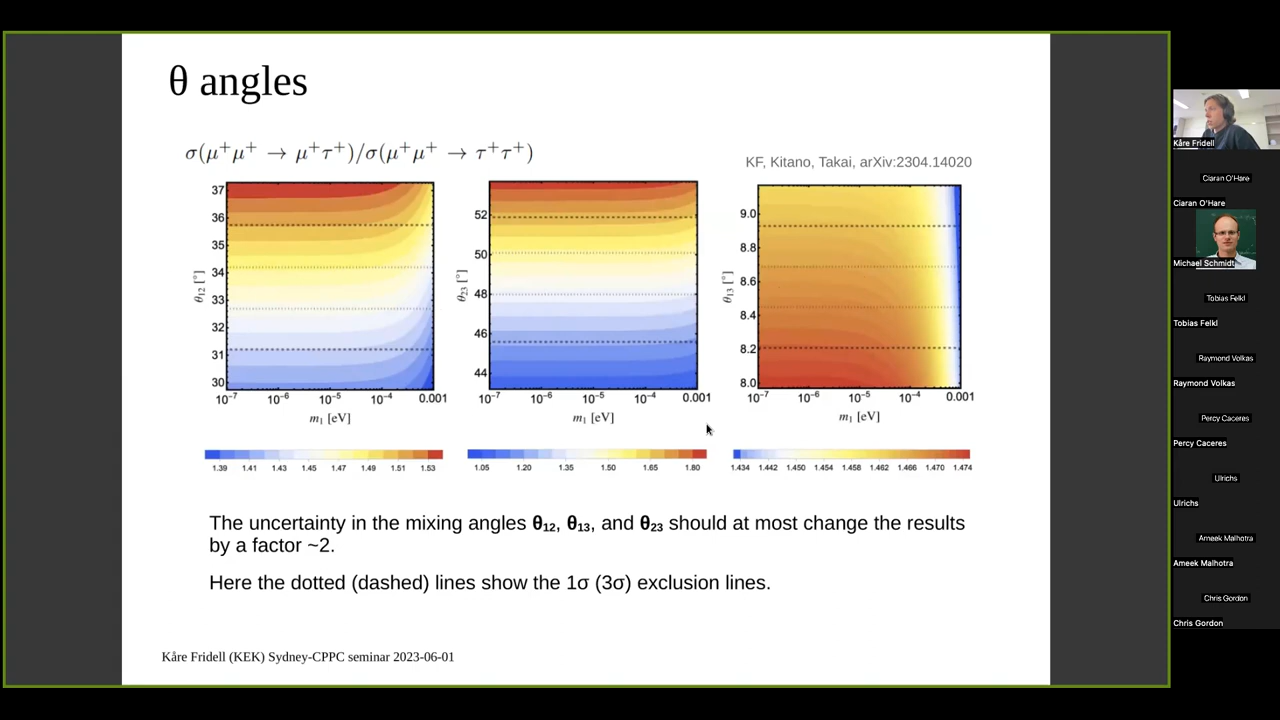 θ angles
σ(μ⁺μ⁺ → μ⁺τ⁺)/σ(μ⁺μ⁺ → τ⁺τ⁺)
KF, Kitano, Takai, arXiv:2304.14020
37
36
35
34
33
32
31
30
θ₁₂ [°]
10⁻⁷ 10⁻⁶ 10⁻⁵ 10⁻⁴ 0.001
m₁ [eV]
1.39 1.41 1.43 1.45 1.47 1.49 1.51 1.53
52
50
48
46
44
θ₂₃ [°]
10⁻⁷ 10⁻⁶ 10⁻⁵ 10⁻⁴ 0.001
m₁ [eV]
1.05 1.20 1.35 1.50 1.65 1.80
9.0
8.8
8.6
8.4
8.2
8.0
θ₁₃ [°]
10⁻⁷ 10⁻⁶ 10⁻⁵ 10⁻⁴ 0.001
m₁ [eV]
1.434 1.442 1.450 1.454 1.458 1.462 1.466 1.470 1.474
The uncertainty in the mixing angles θ₁₂, θ₁₃, and θ₂₃ should at most change the results
by a factor ~2.
Here the dotted (dashed) lines show the 1σ (3σ) exclusion lines.
Kåre Fridell (KEK) Sydney-CPPC seminar 2023-06-01
Kåre Fridell
Ciaran O'Hare
Ciaran O'Hare
Michael Schmidt
Tobias Felkl
Tobias Felkl
Raymond Volkas
Raymond Volkas
Percy Caceres
Percy Caceres
Ulrichs
Ulrichs
Ameek Malhotra
Ameek Malhotra
Chris Gordon
Chris Gordon